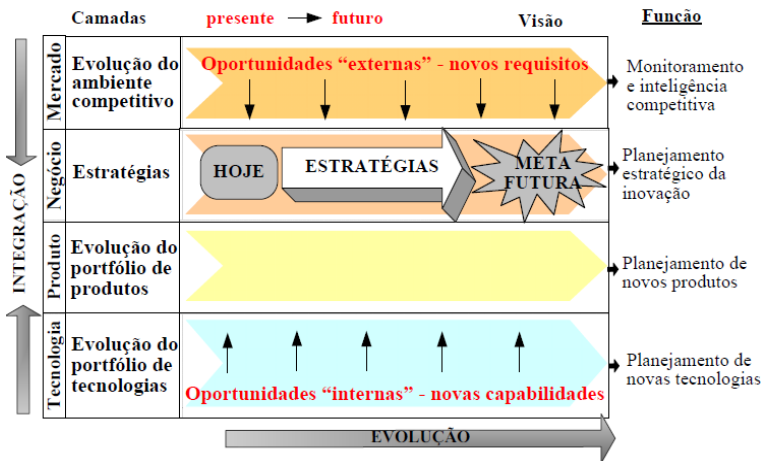 Camadas
presente
futuro
Visão
Função
INTEGRAÇÃO
Mercado
Evolução do
ambiente
competitivo
Oportunidades “externas” - novos requisitos
Monitoramento
e inteligência
competitiva
Negócio
Estratégias
HOJE
ESTRATÉGIAS
META
FUTURA
Planejamento
estratégico da
inovação
Produto
Evolução do
portfólio de
produtos
Planejamento de
novos produtos
Tecnologia
Evolução do
portfólio de
tecnologias
Oportunidades “internas” - novas capabilidades
Planejamento de
novas tecnologias
EVOLUÇÃO